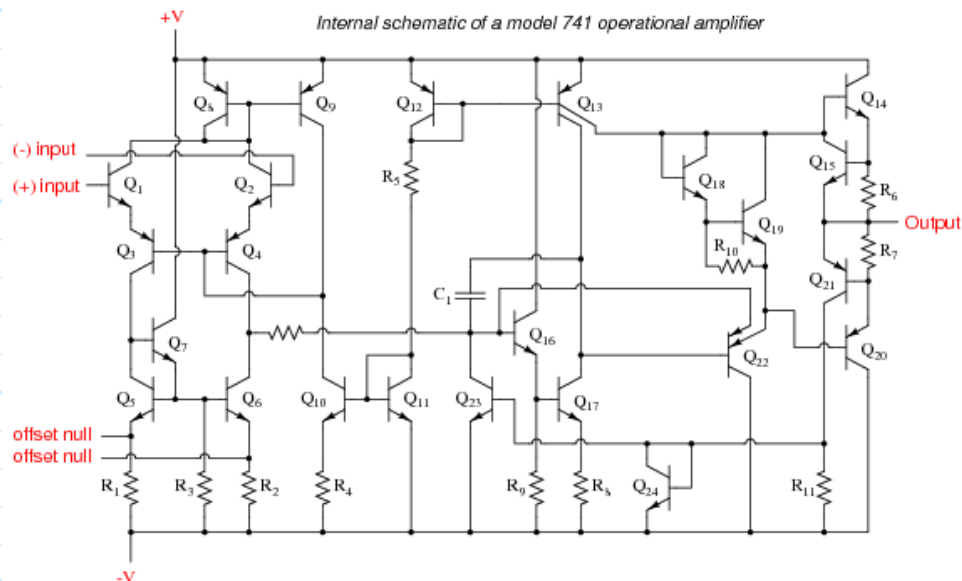 +V
Internal schematic of a model 741 operational amplifier
Q8 Q9 Q12 Q13 Q14
(-) input
(+) input Q1 Q2 R5 Q18 Q15 R6
Output
Q3 Q4 Q19 R10 R7
C1 Q21
Q7 Q16 Q22 Q20
Q5 Q6 Q10 Q11 Q23 Q17
offset null
offset null
R1 R3 R2 R4 R9 R8 Q24 R11
-V